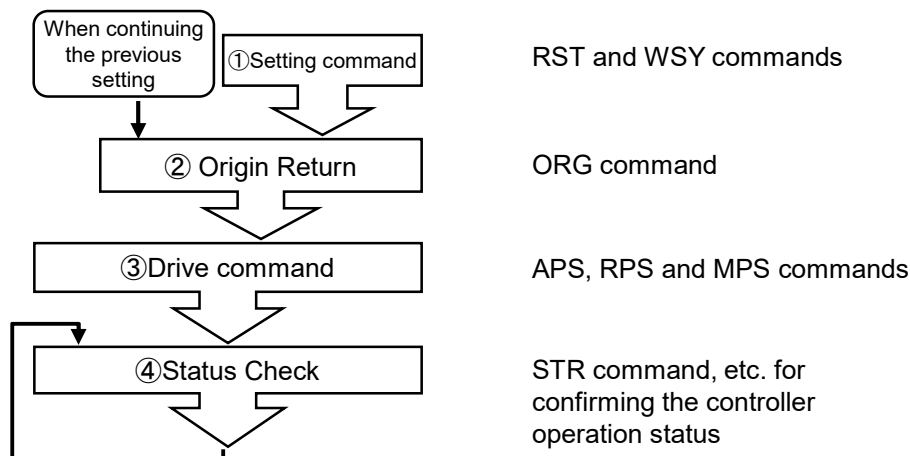 When continuing
the previous
setting
①Setting command
RST and WSY commands
② Origin Return
ORG command
③Drive command
APS, RPS and MPS commands
④Status Check
STR command, etc. for
confirming the controller
operation status